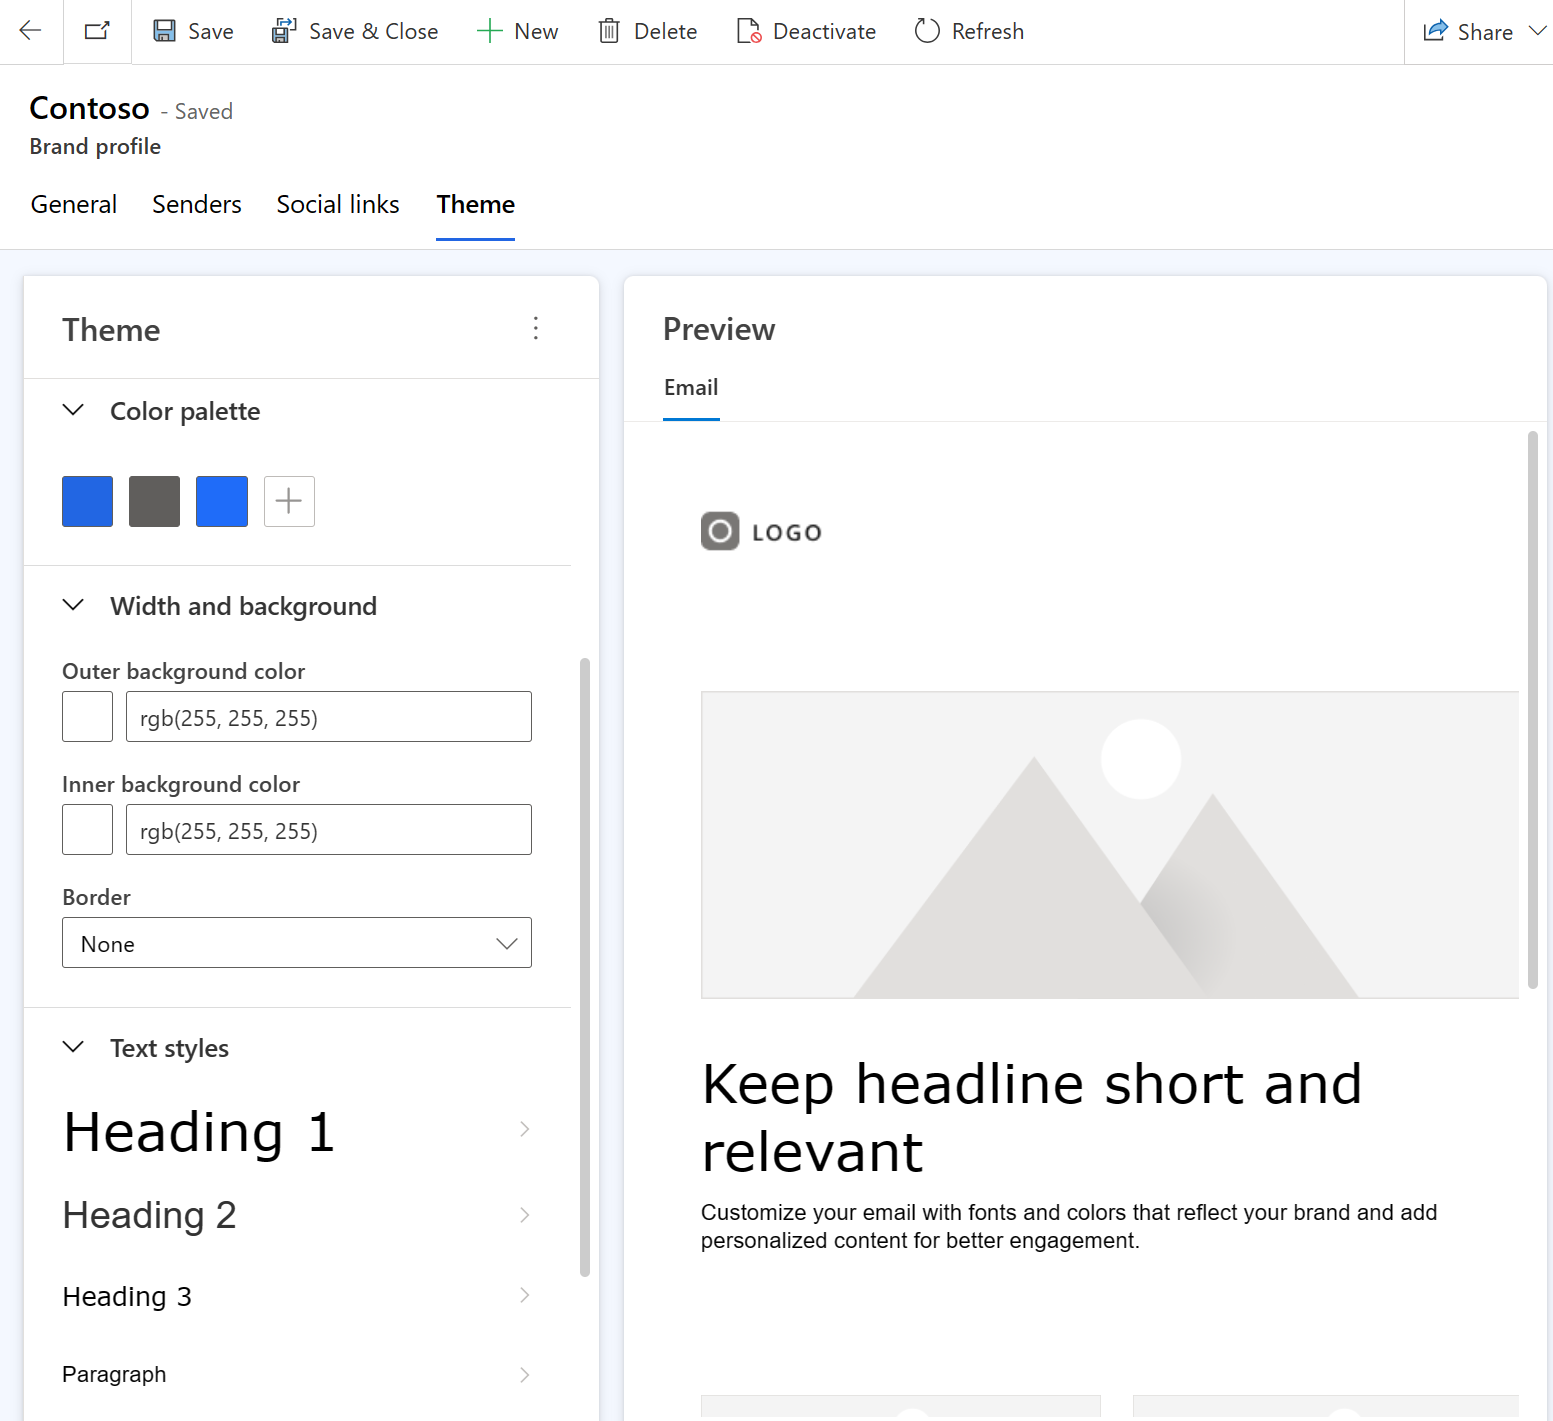 Save
Save & Close
New
Delete
Deactivate
Refresh
Share
Contoso - Saved
Brand profile
General
Senders
Social links
Theme
Theme
Color palette
Width and background
Outer background color
rgb(255, 255, 255)
Inner background color
rgb(255, 255, 255)
Border
None
Text styles
Heading 1
Heading 2
Heading 3
Paragraph
Preview
Email
LOGO
Keep headline short and
relevant
Customize your email with fonts and colors that reflect your brand and add
personalized content for better engagement.